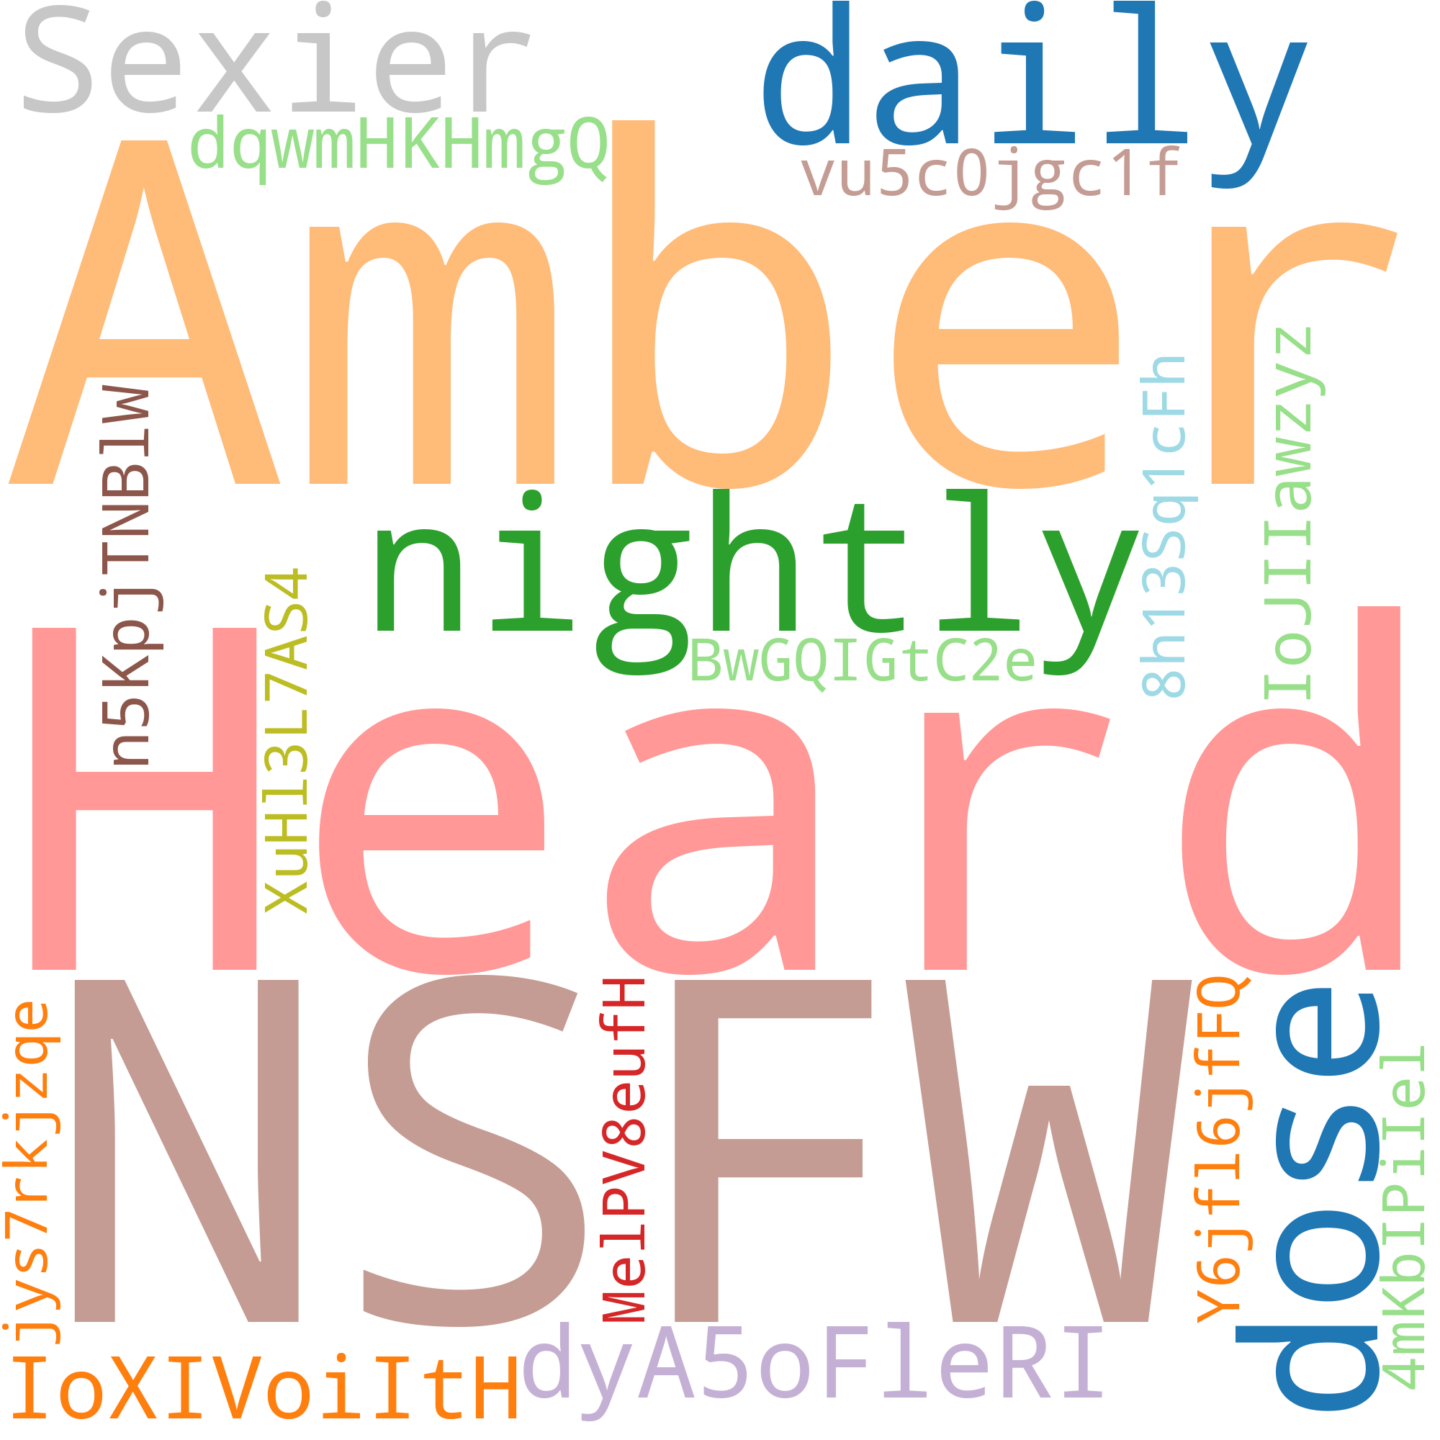 Sexier
daily
dqwmHKHmgQ
vu5c0jgc1f
Amber
n5KpjTNBlW
8h13Sq1cFh
IoJIIawzyz
nightly
XuHl3L7AS4
BwGQIGtC2e
Heard
NSFW
jys7rkjzqe
MelPV8eufH
Y6jfl6jfFQ
dose
4mKbIPiIel
IoXIVoiItH
dyA5oFleRI